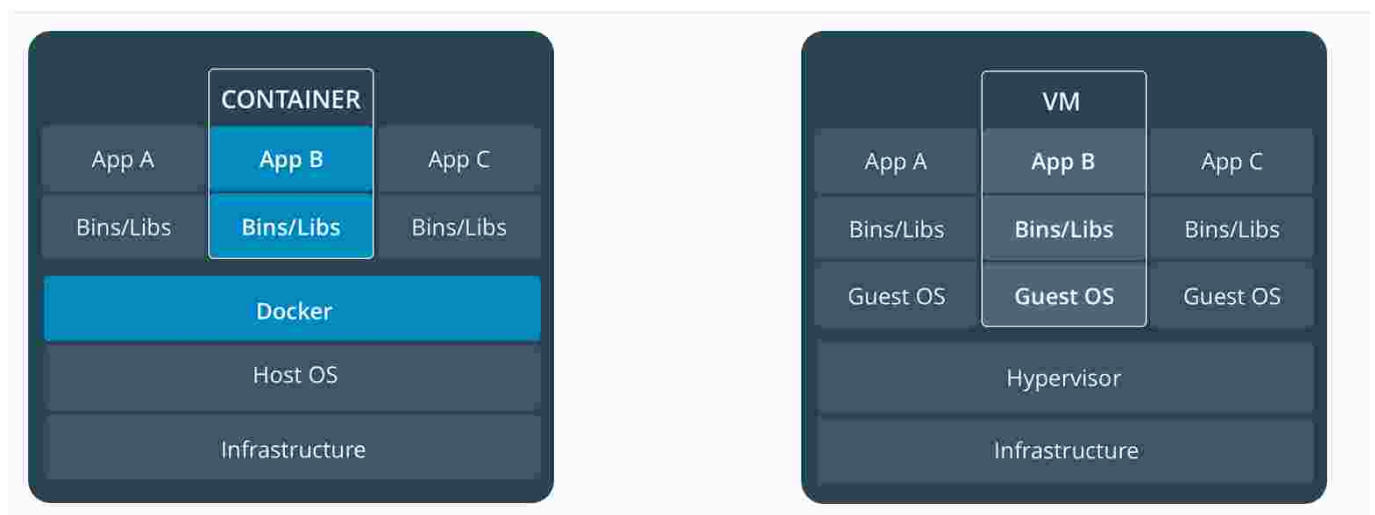 CONTAINER
App A App B App C
Bins/Libs Bins/Libs Bins/Libs
Docker
Host OS
Infrastructure
VM
App A App B App C
Bins/Libs Bins/Libs Bins/Libs
Guest OS Guest OS Guest OS
Hypervisor
Infrastructure